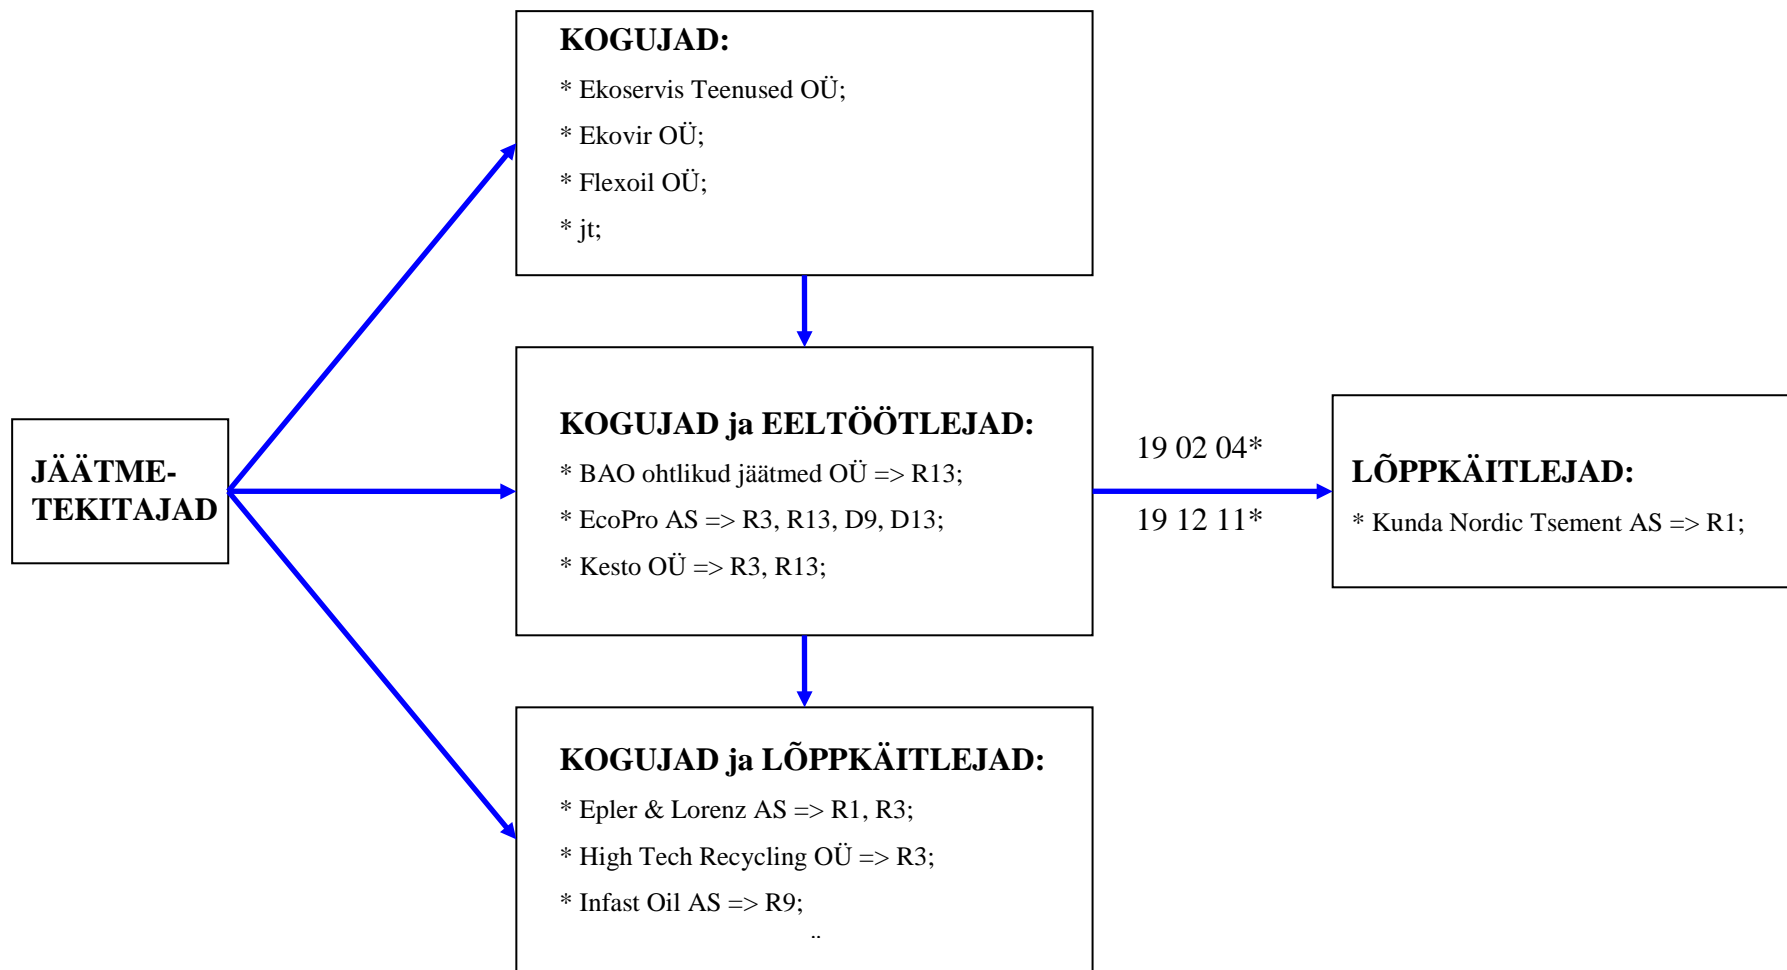 KOGUJAD:
* Ekoservis Teenused OÜ;
* Ekovir OÜ;
* Flexoil OÜ;
* jt;
JÄÄTME-
TEKITAJAD
KOGUJAD ja EELTÖÖTLEJAD:
* BAO ohtlikud jäätmed OÜ => R13;
* EcoPro AS => R3, R13, D9, D13;
* Kesto OÜ => R3, R13;
19 02 04*
19 12 11*
LÕPPKÄITLEJAD:
* Kunda Nordic Tsement AS => R1;
KOGUJAD ja LÕPPKÄITLEJAD:
* Epler & Lorenz AS => R1, R3;
* High Tech Recycling OÜ => R3;
* Infast Oil AS => R9;